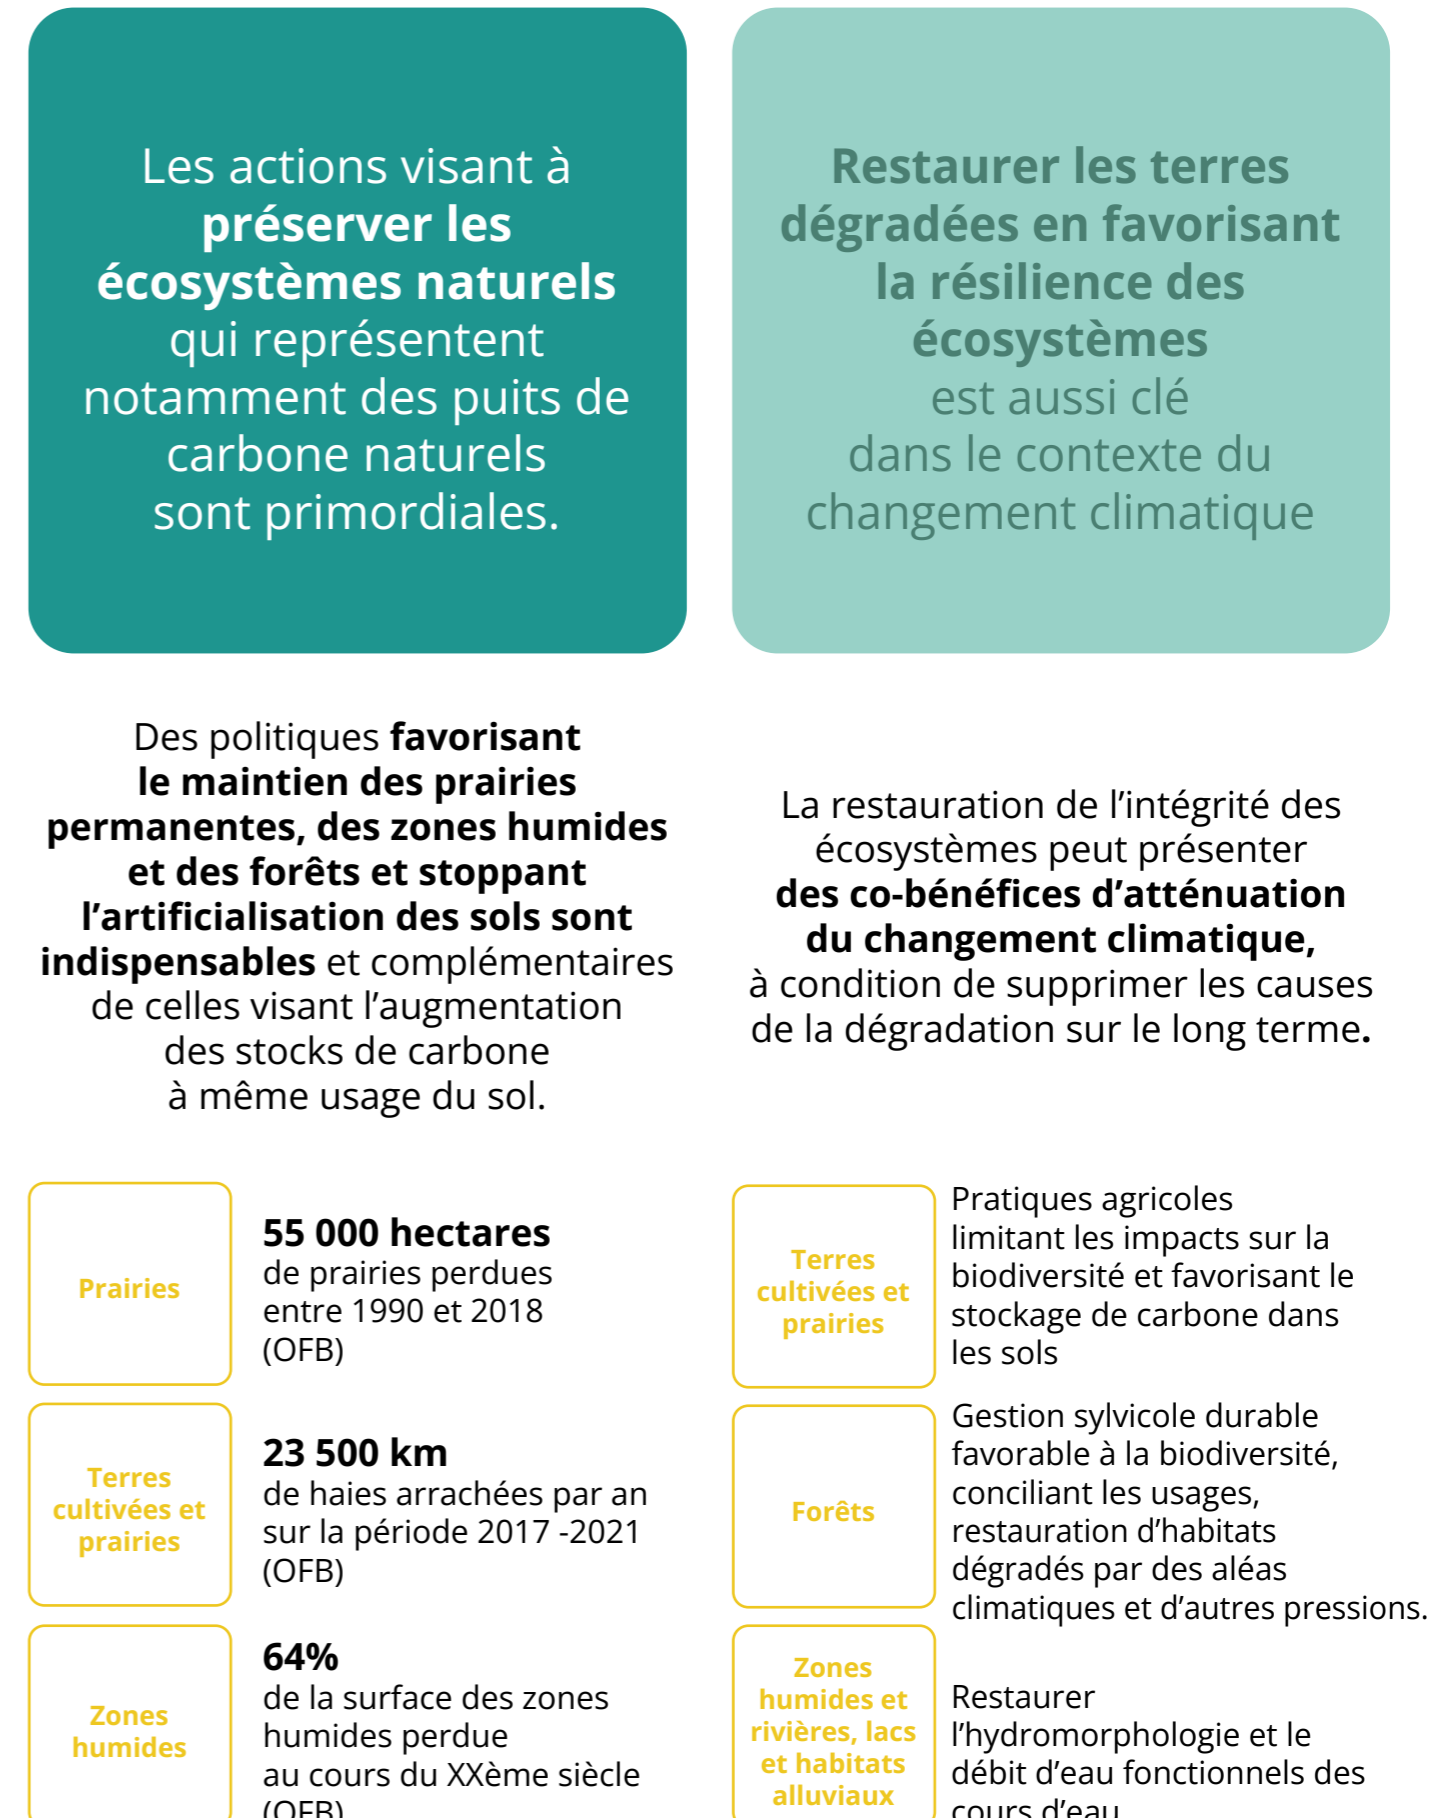 Les actions visant à
préserver les
écosystèmes naturels
qui représentent
notamment des puits de
carbone naturels
sont primordiales.
Des politiques favorisant
le maintien des prairies
permanentes, des zones humides
et des forêts et stoppant
l’artificialisation des sols sont
indispensables et complémentaires
de celles visant l’augmentation
des stocks de carbone
à même usage du sol.
Prairies
55 000 hectares
de prairies perdues
entre 1990 et 2018
(OFB)
Terres
cultivées et
prairies
23 500 km
de haies arrachées par an
sur la période 2017 -2021
(OFB)
Zones
humides
64%
de la surface des zones
humides perdue
au cours du XXème siècle
(OFB)
Restaurer les terres
dégradées en favorisant
la résilience des
écosystèmes
est aussi clé
dans le contexte du
changement climatique
La restauration de l’intégrité des
écosystèmes peut présenter
des co-bénéfices d’atténuation
du changement climatique,
à condition de supprimer les causes
de la dégradation sur le long terme.
Terres
cultivées et
prairies
Pratiques agricoles
limitant les impacts sur la
biodiversité et favorisant le
stockage de carbone dans
les sols
Forêts
Gestion sylvicole durable
favorable à la biodiversité,
conciliant les usages,
restauration d’habitats
dégradés par des aléas
climatiques et d’autres pressions.
Zones
humides et
rivières, lacs
et habitats
alluviaux
Restaurer
l’hydromorphologie et le
débit d’eau fonctionnels des
cours d’eau